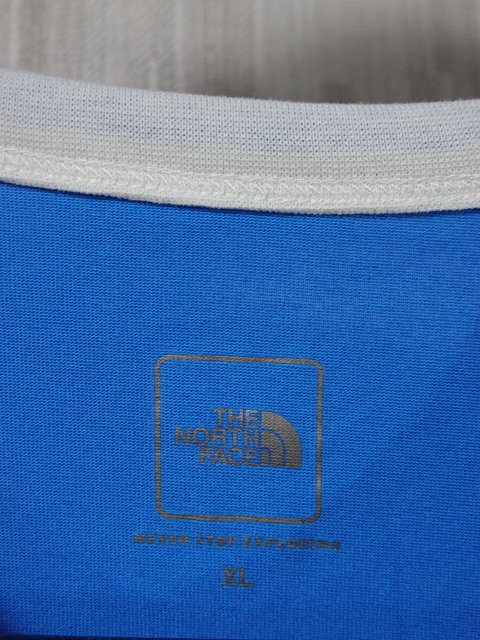 THE
NORTH
FACE
NEVER STOP EXPLORING
XL